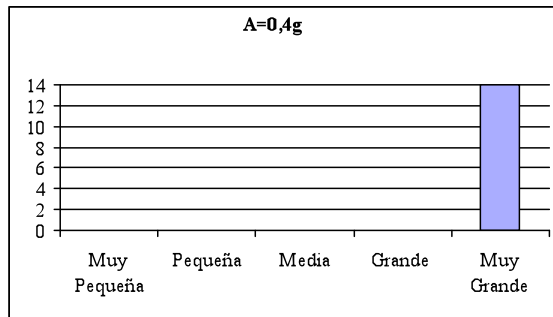 A=0,4g
14
12
10
8
6
4
2
0
Muy Pequeña
Pequeña
Media
Grande
Muy Grande